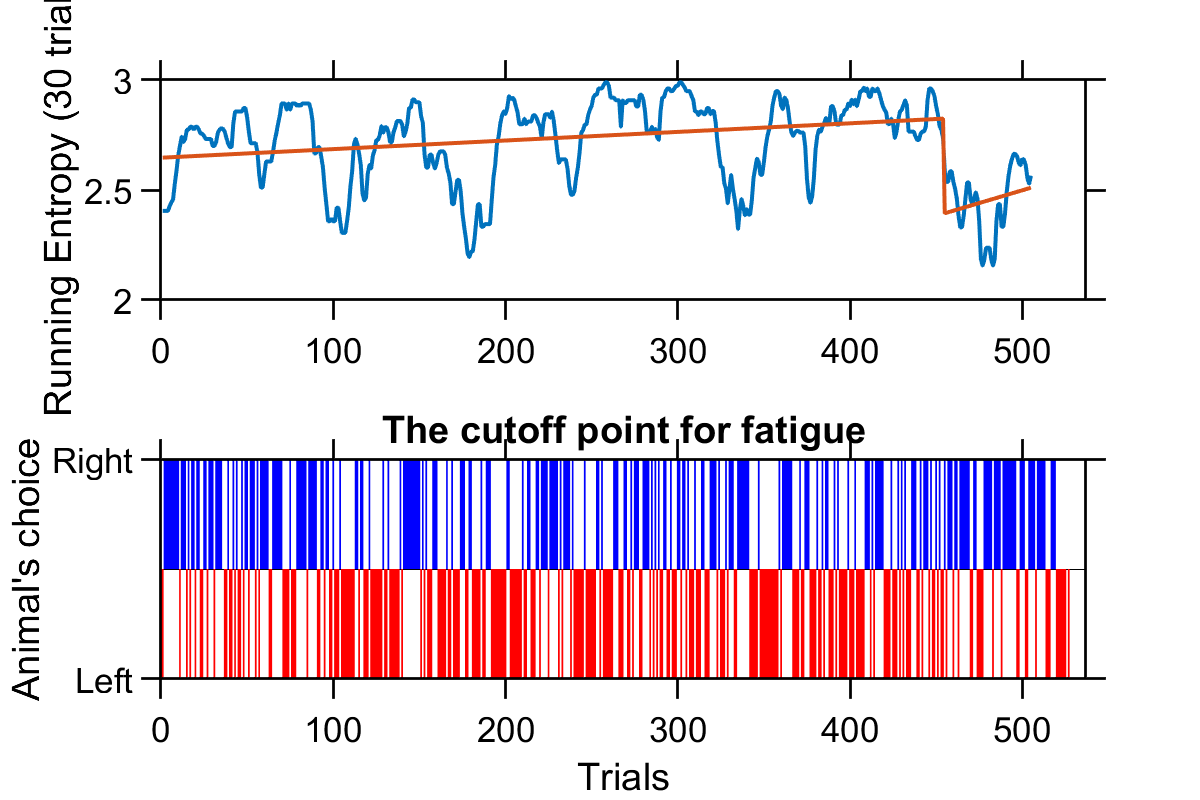 Running Entropy (30 trial
3
2.5
2
0 100 200 300 400 500
The cutoff point for fatigue
Animal's choice
Right
Left
0 100 200 300 400 500
Trials